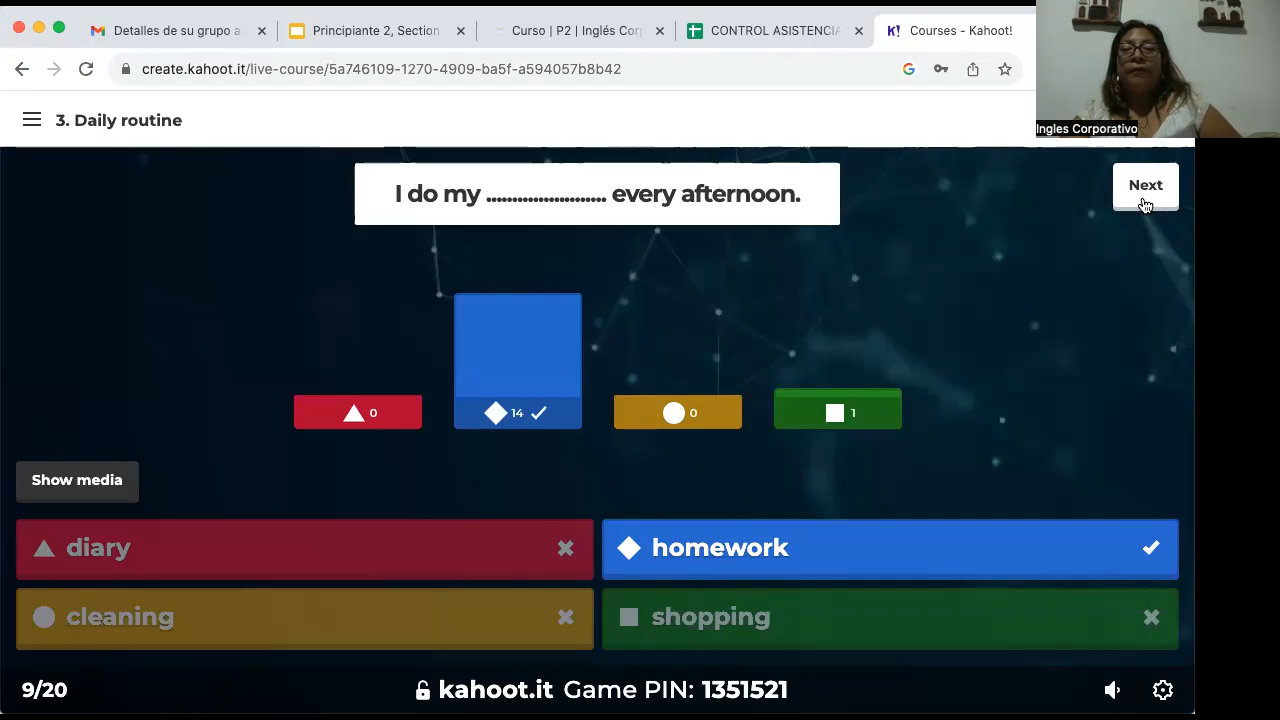 Detalles de su grupo a
Principiante 2, Section
Curso | P2 | Inglés Corp
CONTROL ASISTENCIA
K! Courses - Kahoot!
create.kahoot.it/live-course/5a746109-1270-4909-ba5f-a594057b8b42
3. Daily routine
Ingles Corporativo
I do my ....................... every afternoon.
Next
0
14
0
1
Show media
diary
homework
cleaning
shopping
9/20
kahoot.it Game PIN: 1351521